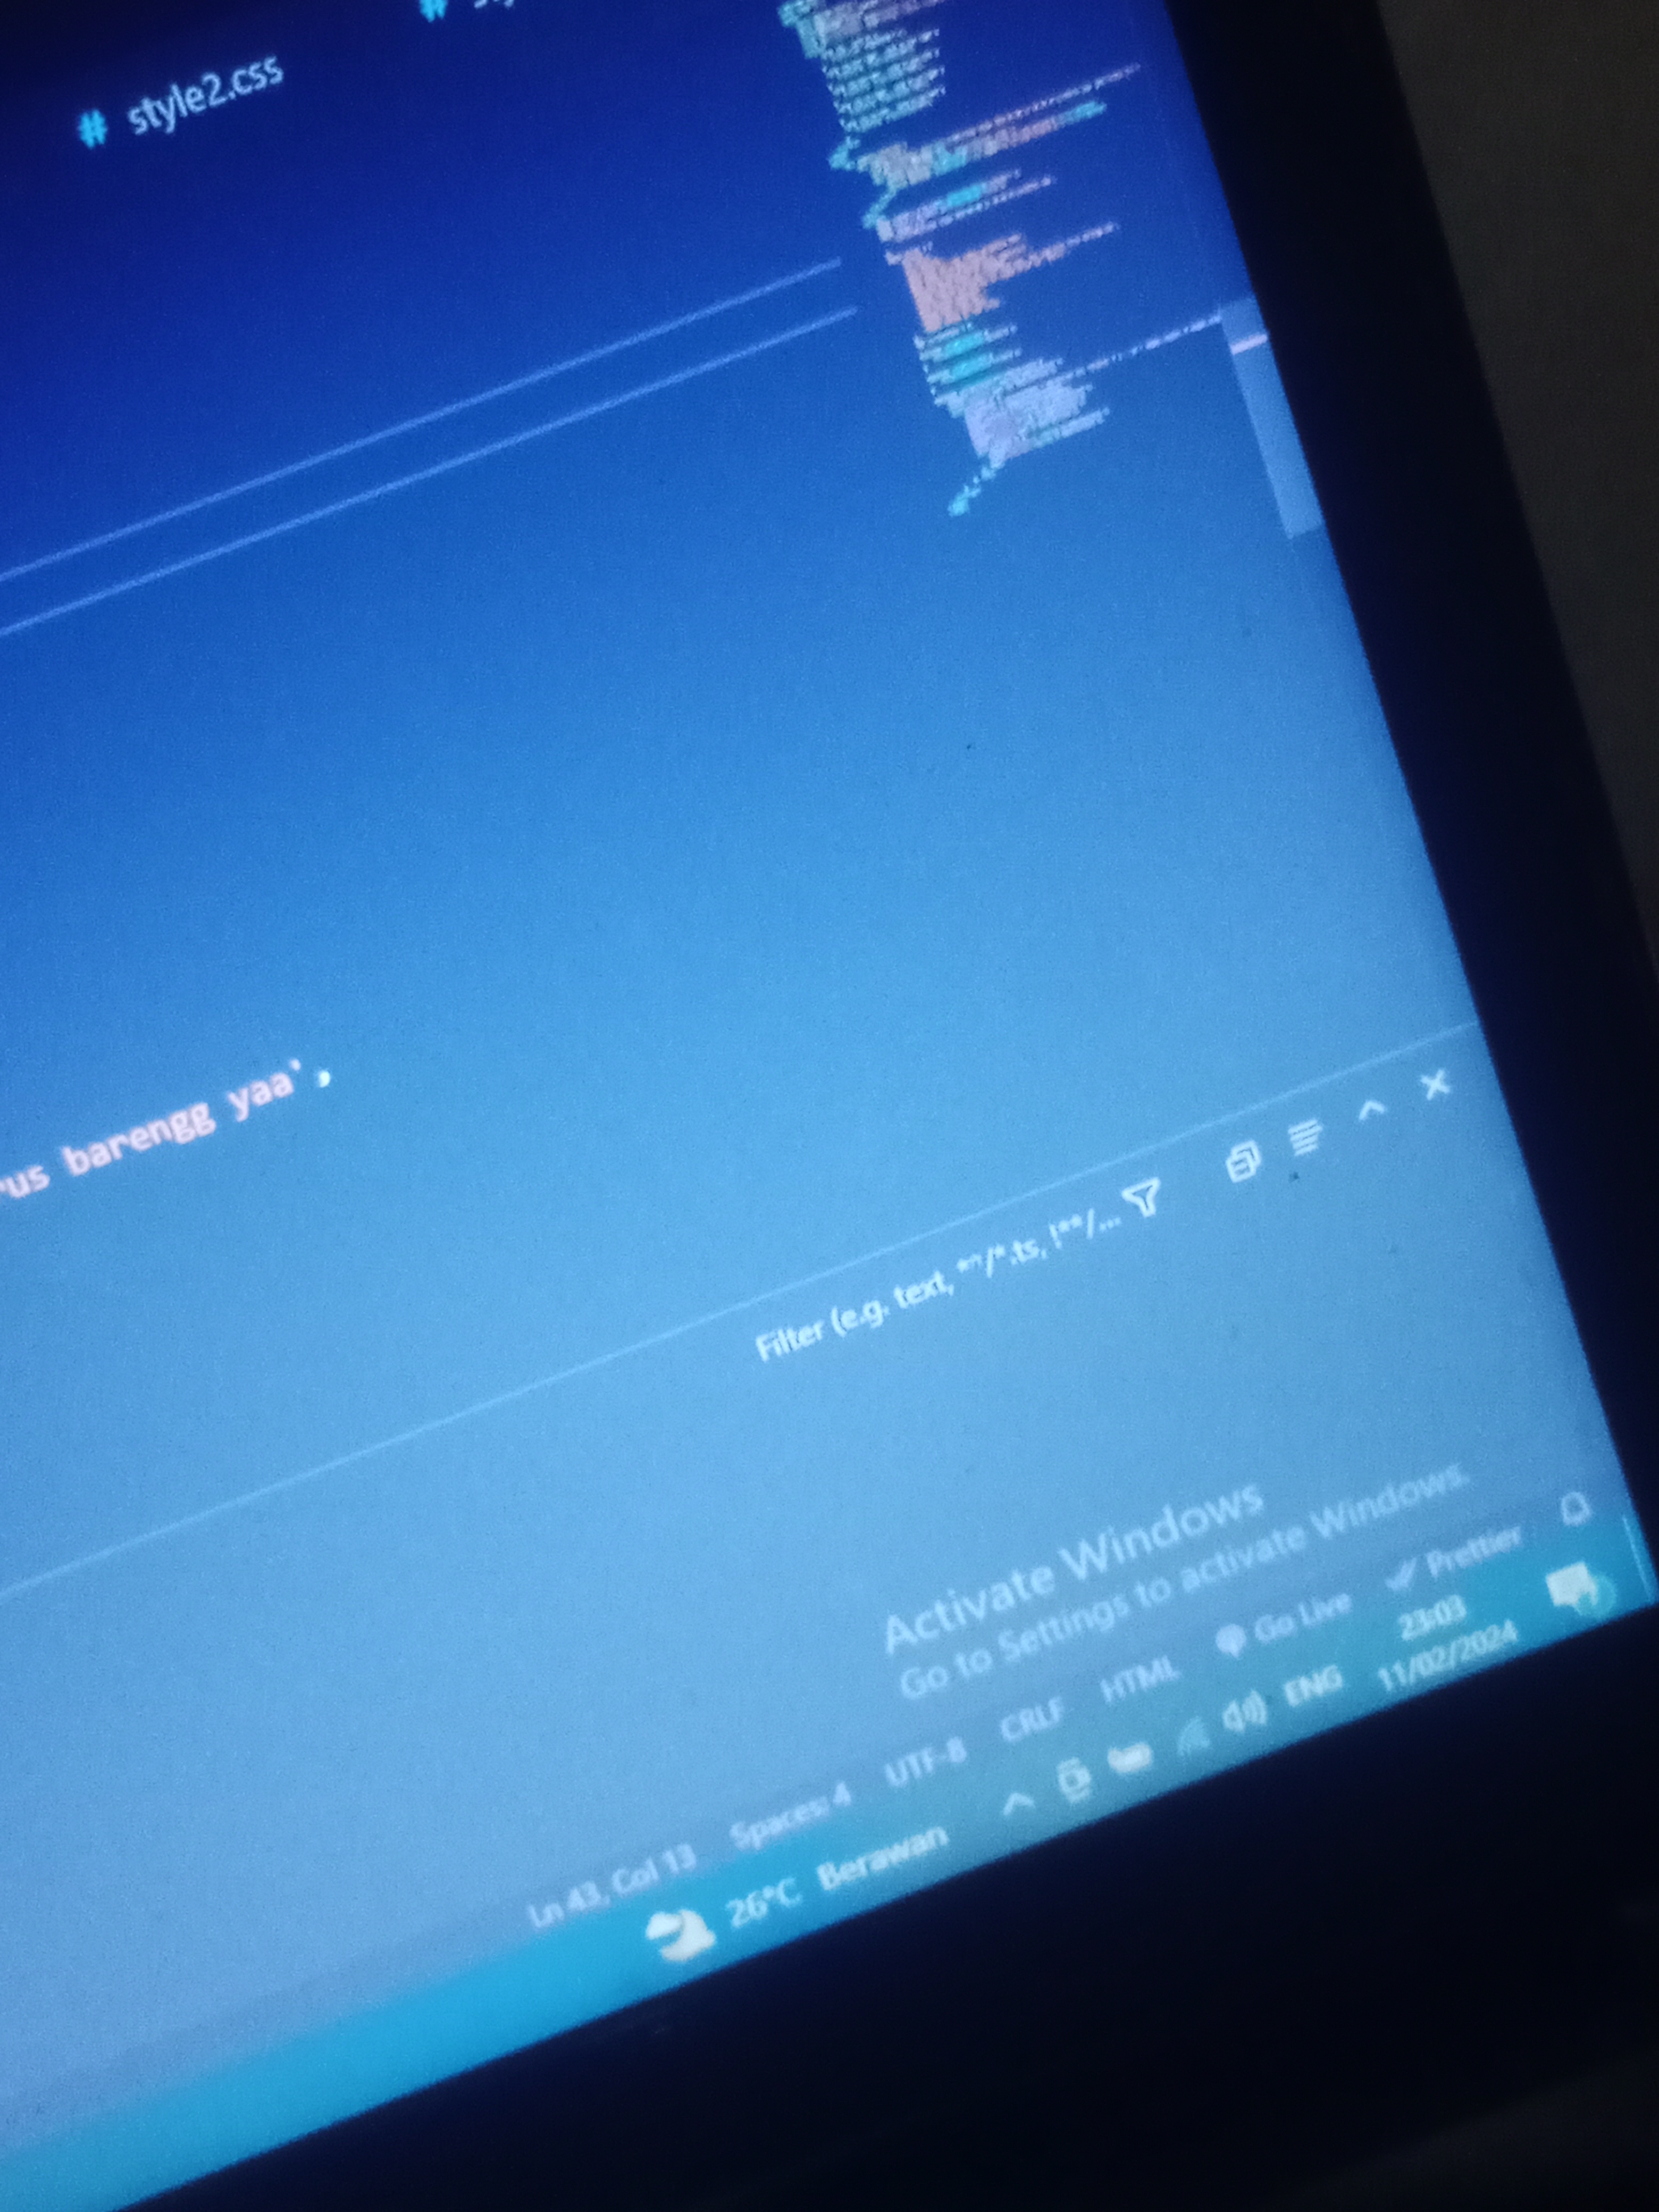 # style2.css
barengg yaa`,
Filter (e.g. text, **/*.ts, !**/...
Activate Windows
Go to Settings to activate Windows.
Ln 43, Col 13 Spaces: 4 UTF-8 CRLF HTML Go Live Prettier
26°C Berawan ENG 23:03
11/02/2024